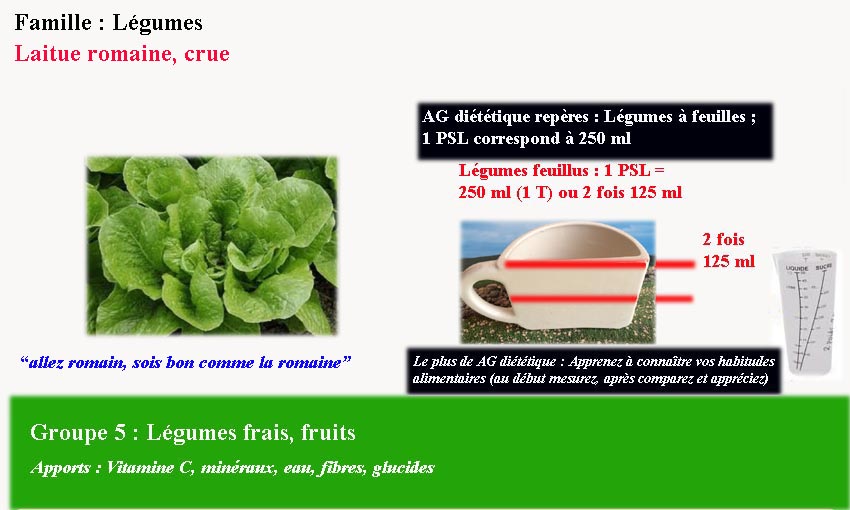 Famille : Légumes
Laitue romaine, crue
AG diététique repères : Légumes à feuilles ;
1 PSL correspond à 250 ml
Légumes feuillus : 1 PSL =
250 ml (1 T) ou 2 fois 125 ml
2 fois
125 ml
LIQUIDE SUCRE
“allez romain, sois bon comme la romaine”
Le plus de AG diététique : Apprenez à connaître vos habitudes
alimentaires (au début mesurez, après comparez et appréciez)
Groupe 5 : Légumes frais, fruits
Apports : Vitamine C, minéraux, eau, fibres, glucides